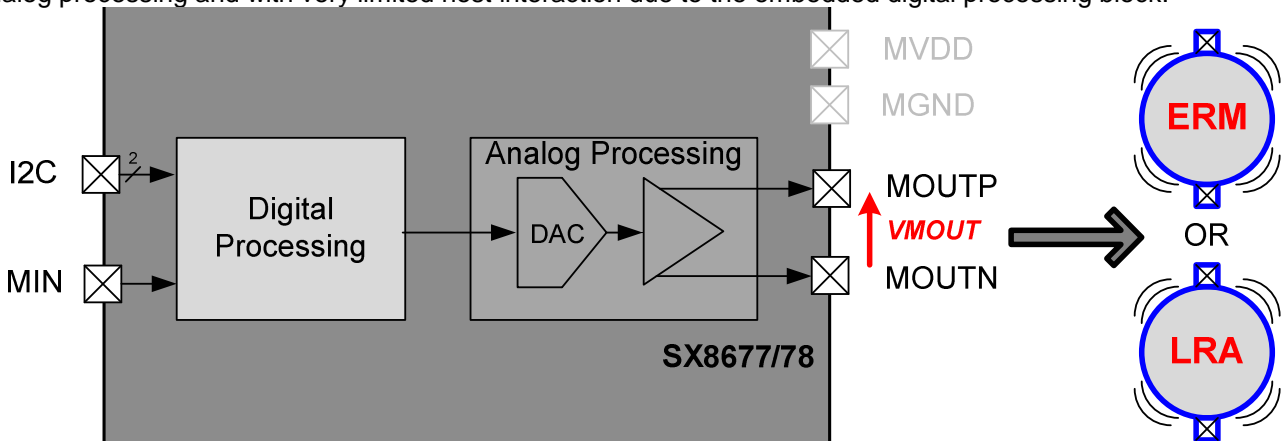 alog processing and with very limited host interaction due to the embedded digital processing block.
MVDD
MGND
ERM
I2C
2
Analog Processing
Digital
Processing
DAC
MOUTP
VMOUT
OR
MIN
MOUTN
SX8677/78
LRA